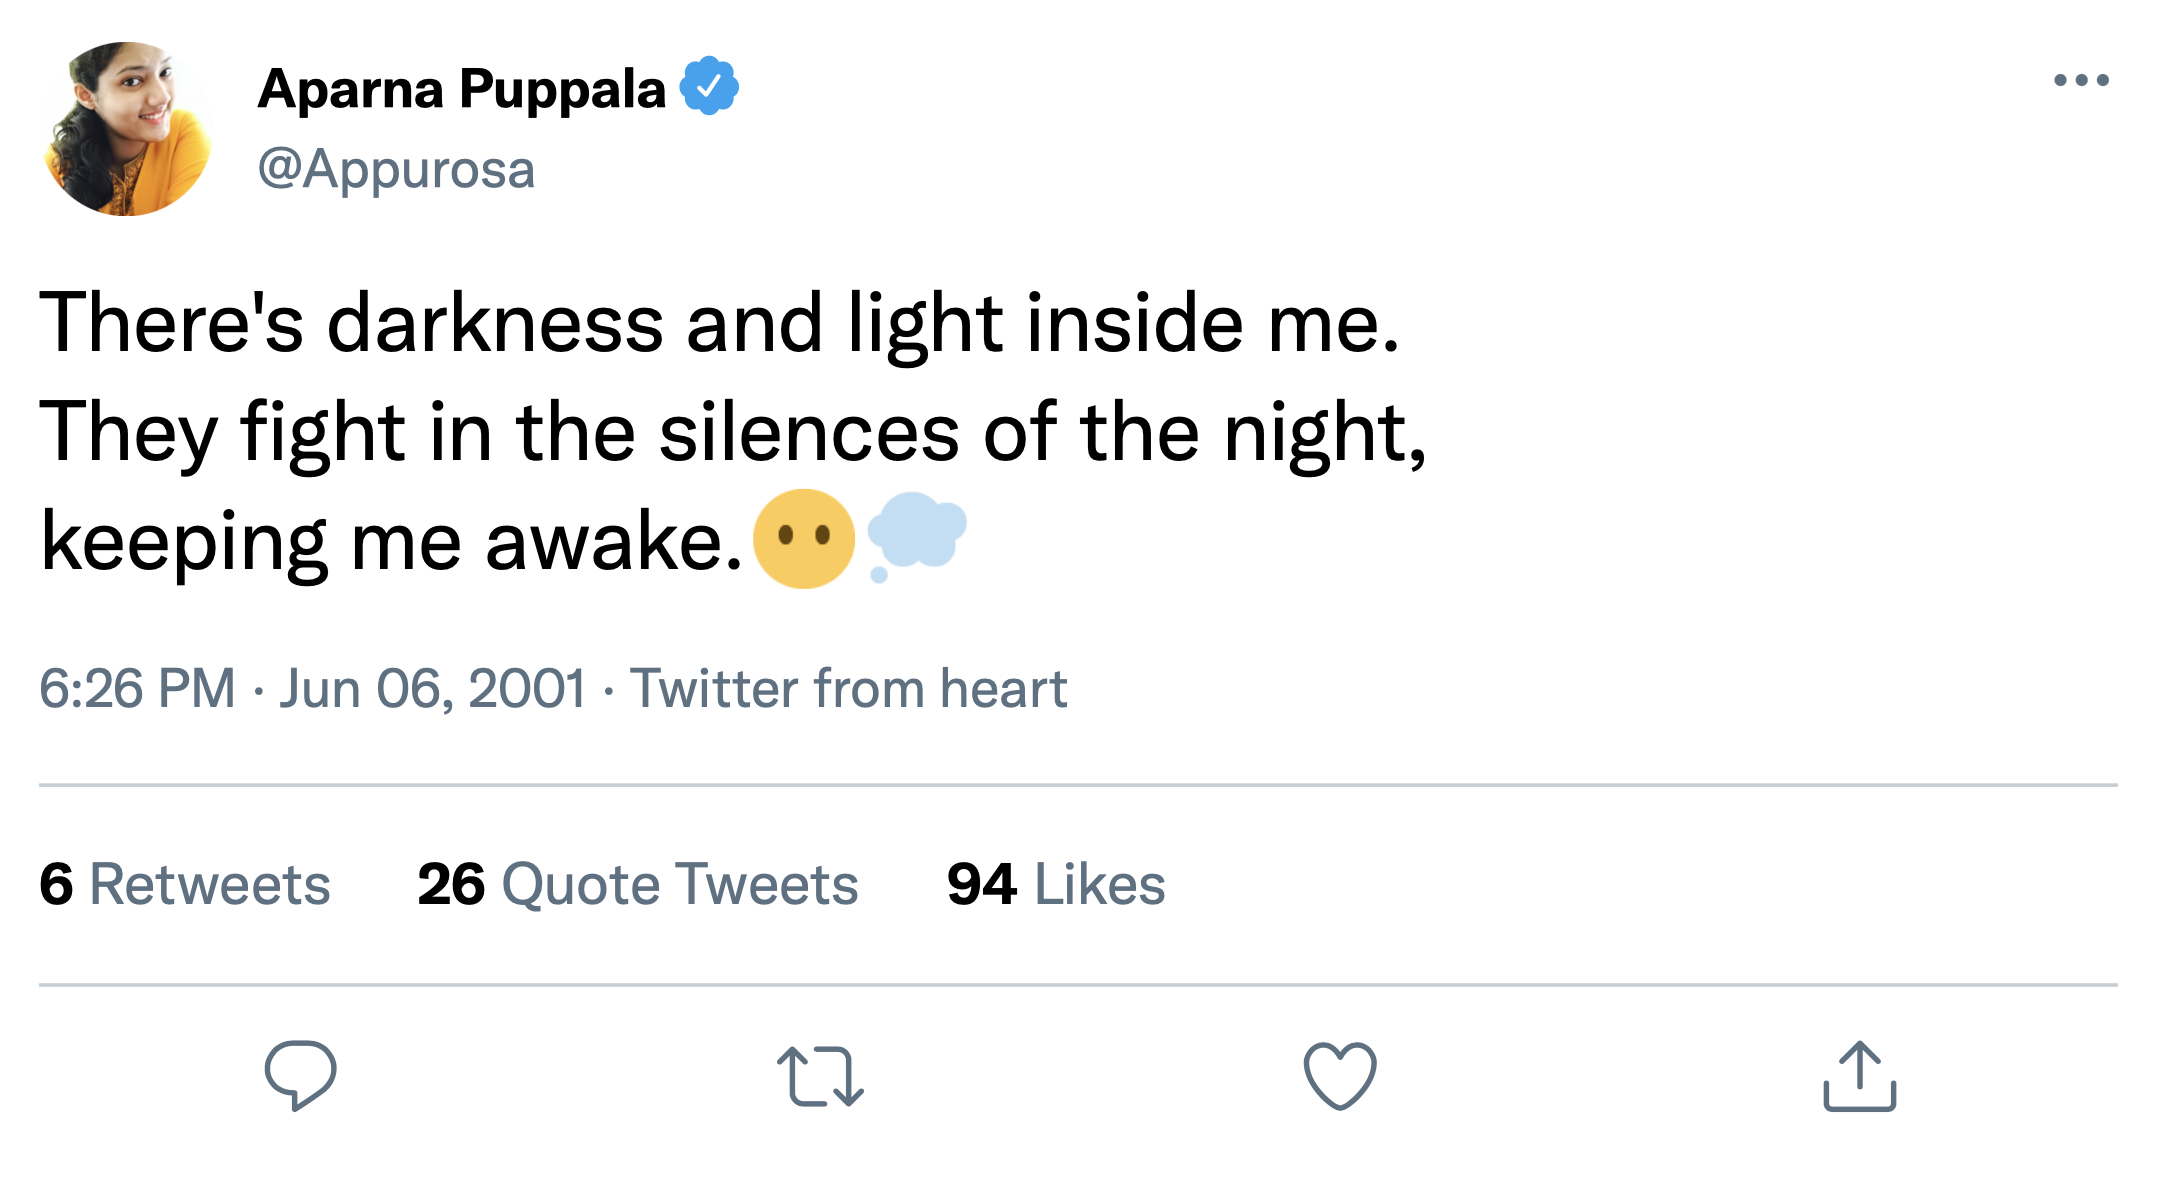 Aparna Puppala
@Appurosa
There's darkness and light inside me.
They fight in the silences of the night,
keeping me awake.😶💭
6:26 PM · Jun 06, 2001 · Twitter from heart
6 Retweets 26 Quote Tweets 94 Likes